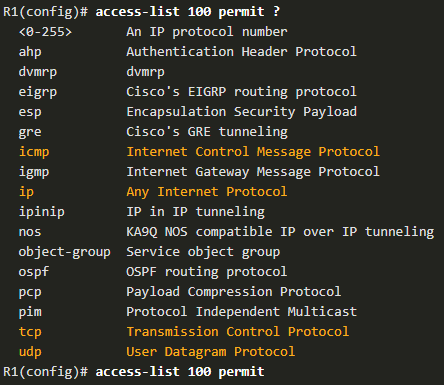 R1(config)# access-list 100 permit ?
<0-255> An IP protocol number
ahp Authentication Header Protocol
dvmrp dvmrp
eigrp Cisco's EIGRP routing protocol
esp Encapsulation Security Payload
gre Cisco's GRE tunneling
icmp Internet Control Message Protocol
igmp Internet Gateway Message Protocol
ip Any Internet Protocol
ipinip IP in IP tunneling
nos KA9Q NOS compatible IP over IP tunneling
object-group Service object group
ospf OSPF routing protocol
pcp Payload Compression Protocol
pim Protocol Independent Multicast
tcp Transmission Control Protocol
udp User Datagram Protocol
R1(config)# access-list 100 permit